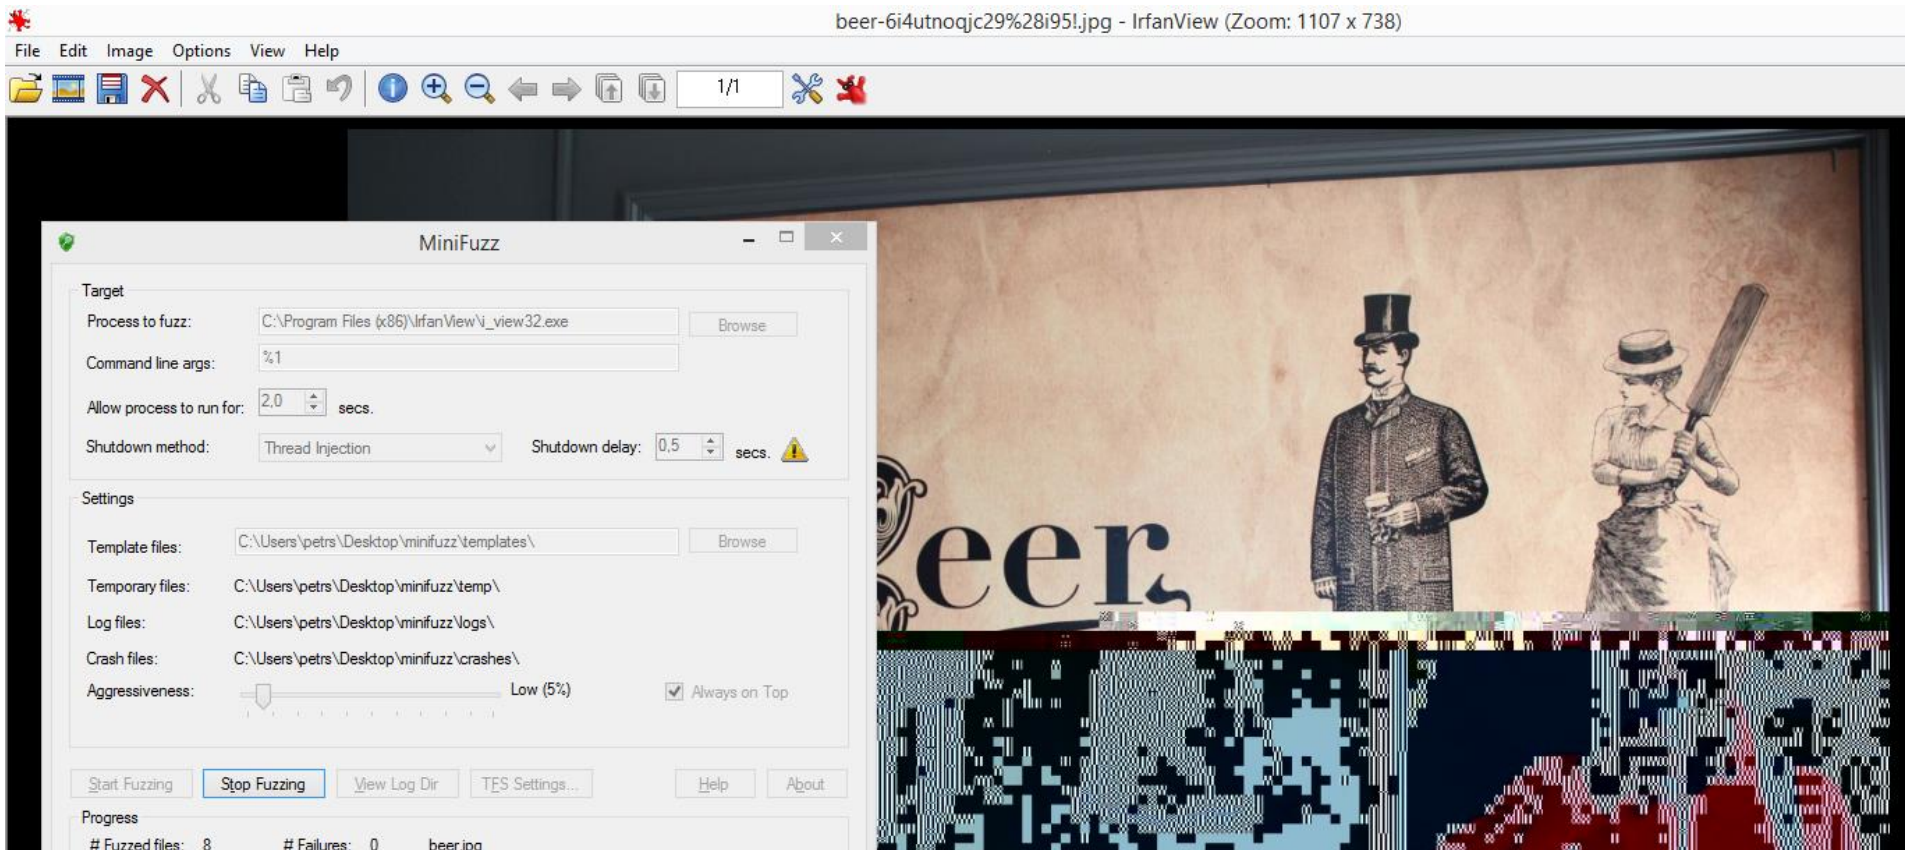 beer-6i4utnoqjc29%28i95!.jpg - IrfanView (Zoom: 1107 x 738)
File Edit Image Options View Help
1/1
MiniFuzz
Target
Process to fuzz: C:\Program Files (x86)\IrfanView\i_view32.exe Browse
Command line args: %1
Allow process to run for: 2,0 secs.
Shutdown method: Thread Injection Shutdown delay: 0,5 secs.
Settings
Template files: C:\Users\petrs\Desktop\minifuzz\templates\ Browse
Temporary files: C:\Users\petrs\Desktop\minifuzz\temp\
Log files: C:\Users\petrs\Desktop\minifuzz\logs\
Crash files: C:\Users\petrs\Desktop\minifuzz\crashes\
Aggressiveness: Low (5%) Always on Top
Start Fuzzing Stop Fuzzing View Log Dir TFS Settings... Help About
Progress
# Fuzzed files: 8 # Failures: 0 beer.jpg
Beer,